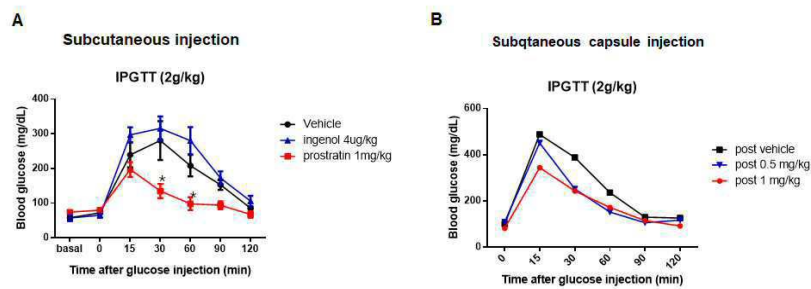 A
Subcutaneous injection
IPGTT (2g/kg)
Blood glucose (mg/dL)
400
300
200
100
0
basal 0 15 30 60 90 120
Time after glucose injection (min)
* *
Vehicle
ingenol 4ug/kg
prostratin 1mg/kg
B
Subqtaneous capsule injection
IPGTT (2g/kg)
Blood glucose (mg/dL)
600
400
200
0
0 15 30 60 90 120
Time after glucose injection (min)
post vehicle
post 0.5 mg/kg
post 1 mg/kg